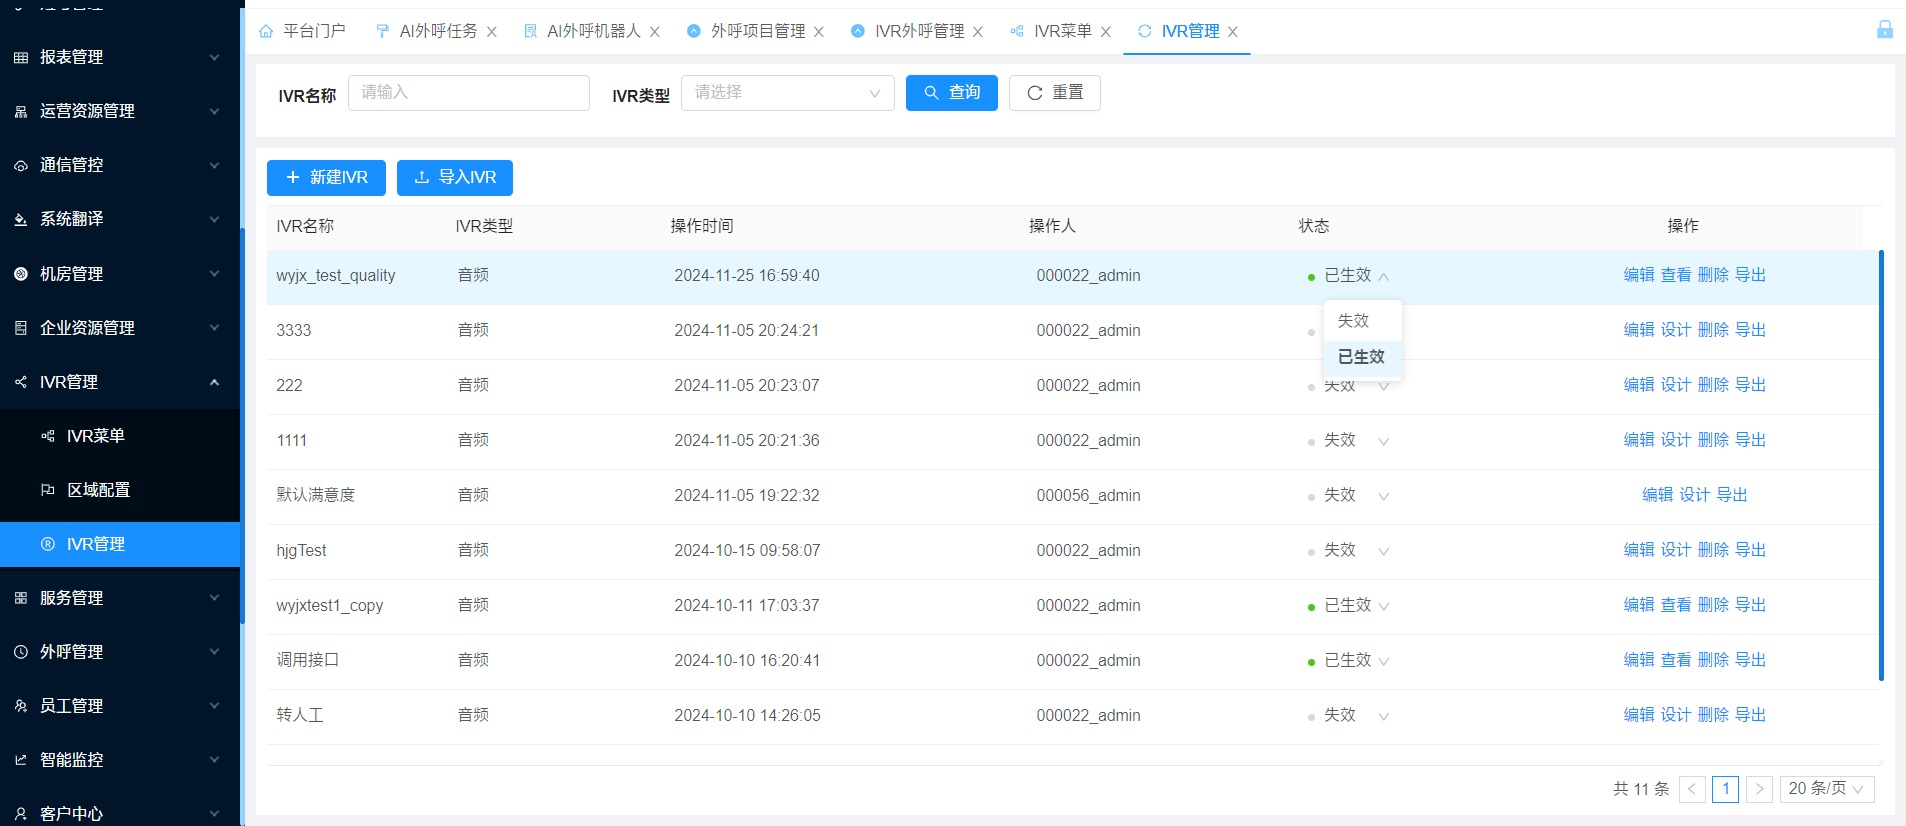 平台门户 AI外呼任务 AI外呼机器人 外呼项目管理 IVR外呼管理 IVR菜单 IVR管理
报表管理
运营资源管理
通信管控
系统翻译
机房管理
企业资源管理
IVR管理
IVR菜单
区域配置
IVR管理
服务管理
外呼管理
员工管理
智能监控
客户中心
IVR名称 请输入 IVR类型 请选择 查询 重置
新建IVR 导入IVR
IVR名称 IVR类型 操作时间 操作人 状态 操作
wyjx_test_quality 音频 2024-11-25 16:59:40 000022_admin 已生效 编辑 查看 删除 导出
失效
已生效
3333 音频 2024-11-05 20:24:21 000022_admin 编辑 设计 删除 导出
222 音频 2024-11-05 20:23:07 000022_admin 失效 编辑 设计 删除 导出
1111 音频 2024-11-05 20:21:36 000022_admin 失效 编辑 设计 删除 导出
默认满意度 音频 2024-11-05 19:22:32 000056_admin 失效 编辑 设计 导出
hjgTest 音频 2024-10-15 09:58:07 000022_admin 失效 编辑 设计 删除 导出
wyjxtest1_copy 音频 2024-10-11 17:03:37 000022_admin 已生效 编辑 查看 删除 导出
调用接口 音频 2024-10-10 16:20:41 000022_admin 已生效 编辑 查看 删除 导出
转人工 音频 2024-10-10 14:26:05 000022_admin 失效 编辑 设计 删除 导出
共 11 条 1 20 条/页